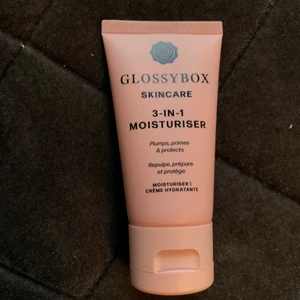 GLOSSYBOX
SKINCARE
3-IN-1
MOISTURISER
Plumps, primes
& protects
Repulpe, prépare
et protège
MOISTURISER |
CRÈME HYDRATANTE